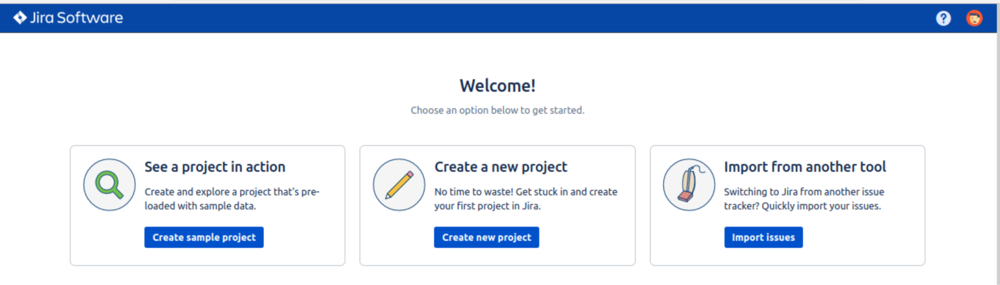 Jira Software
?
Welcome!
Choose an option below to get started.
See a project in action
Create and explore a project that's pre-
loaded with sample data.
Create sample project
Create a new project
No time to waste! Get stuck in and create
your first project in Jira.
Create new project
Import from another tool
Switching to Jira from another issue
tracker? Quickly import your issues.
Import issues